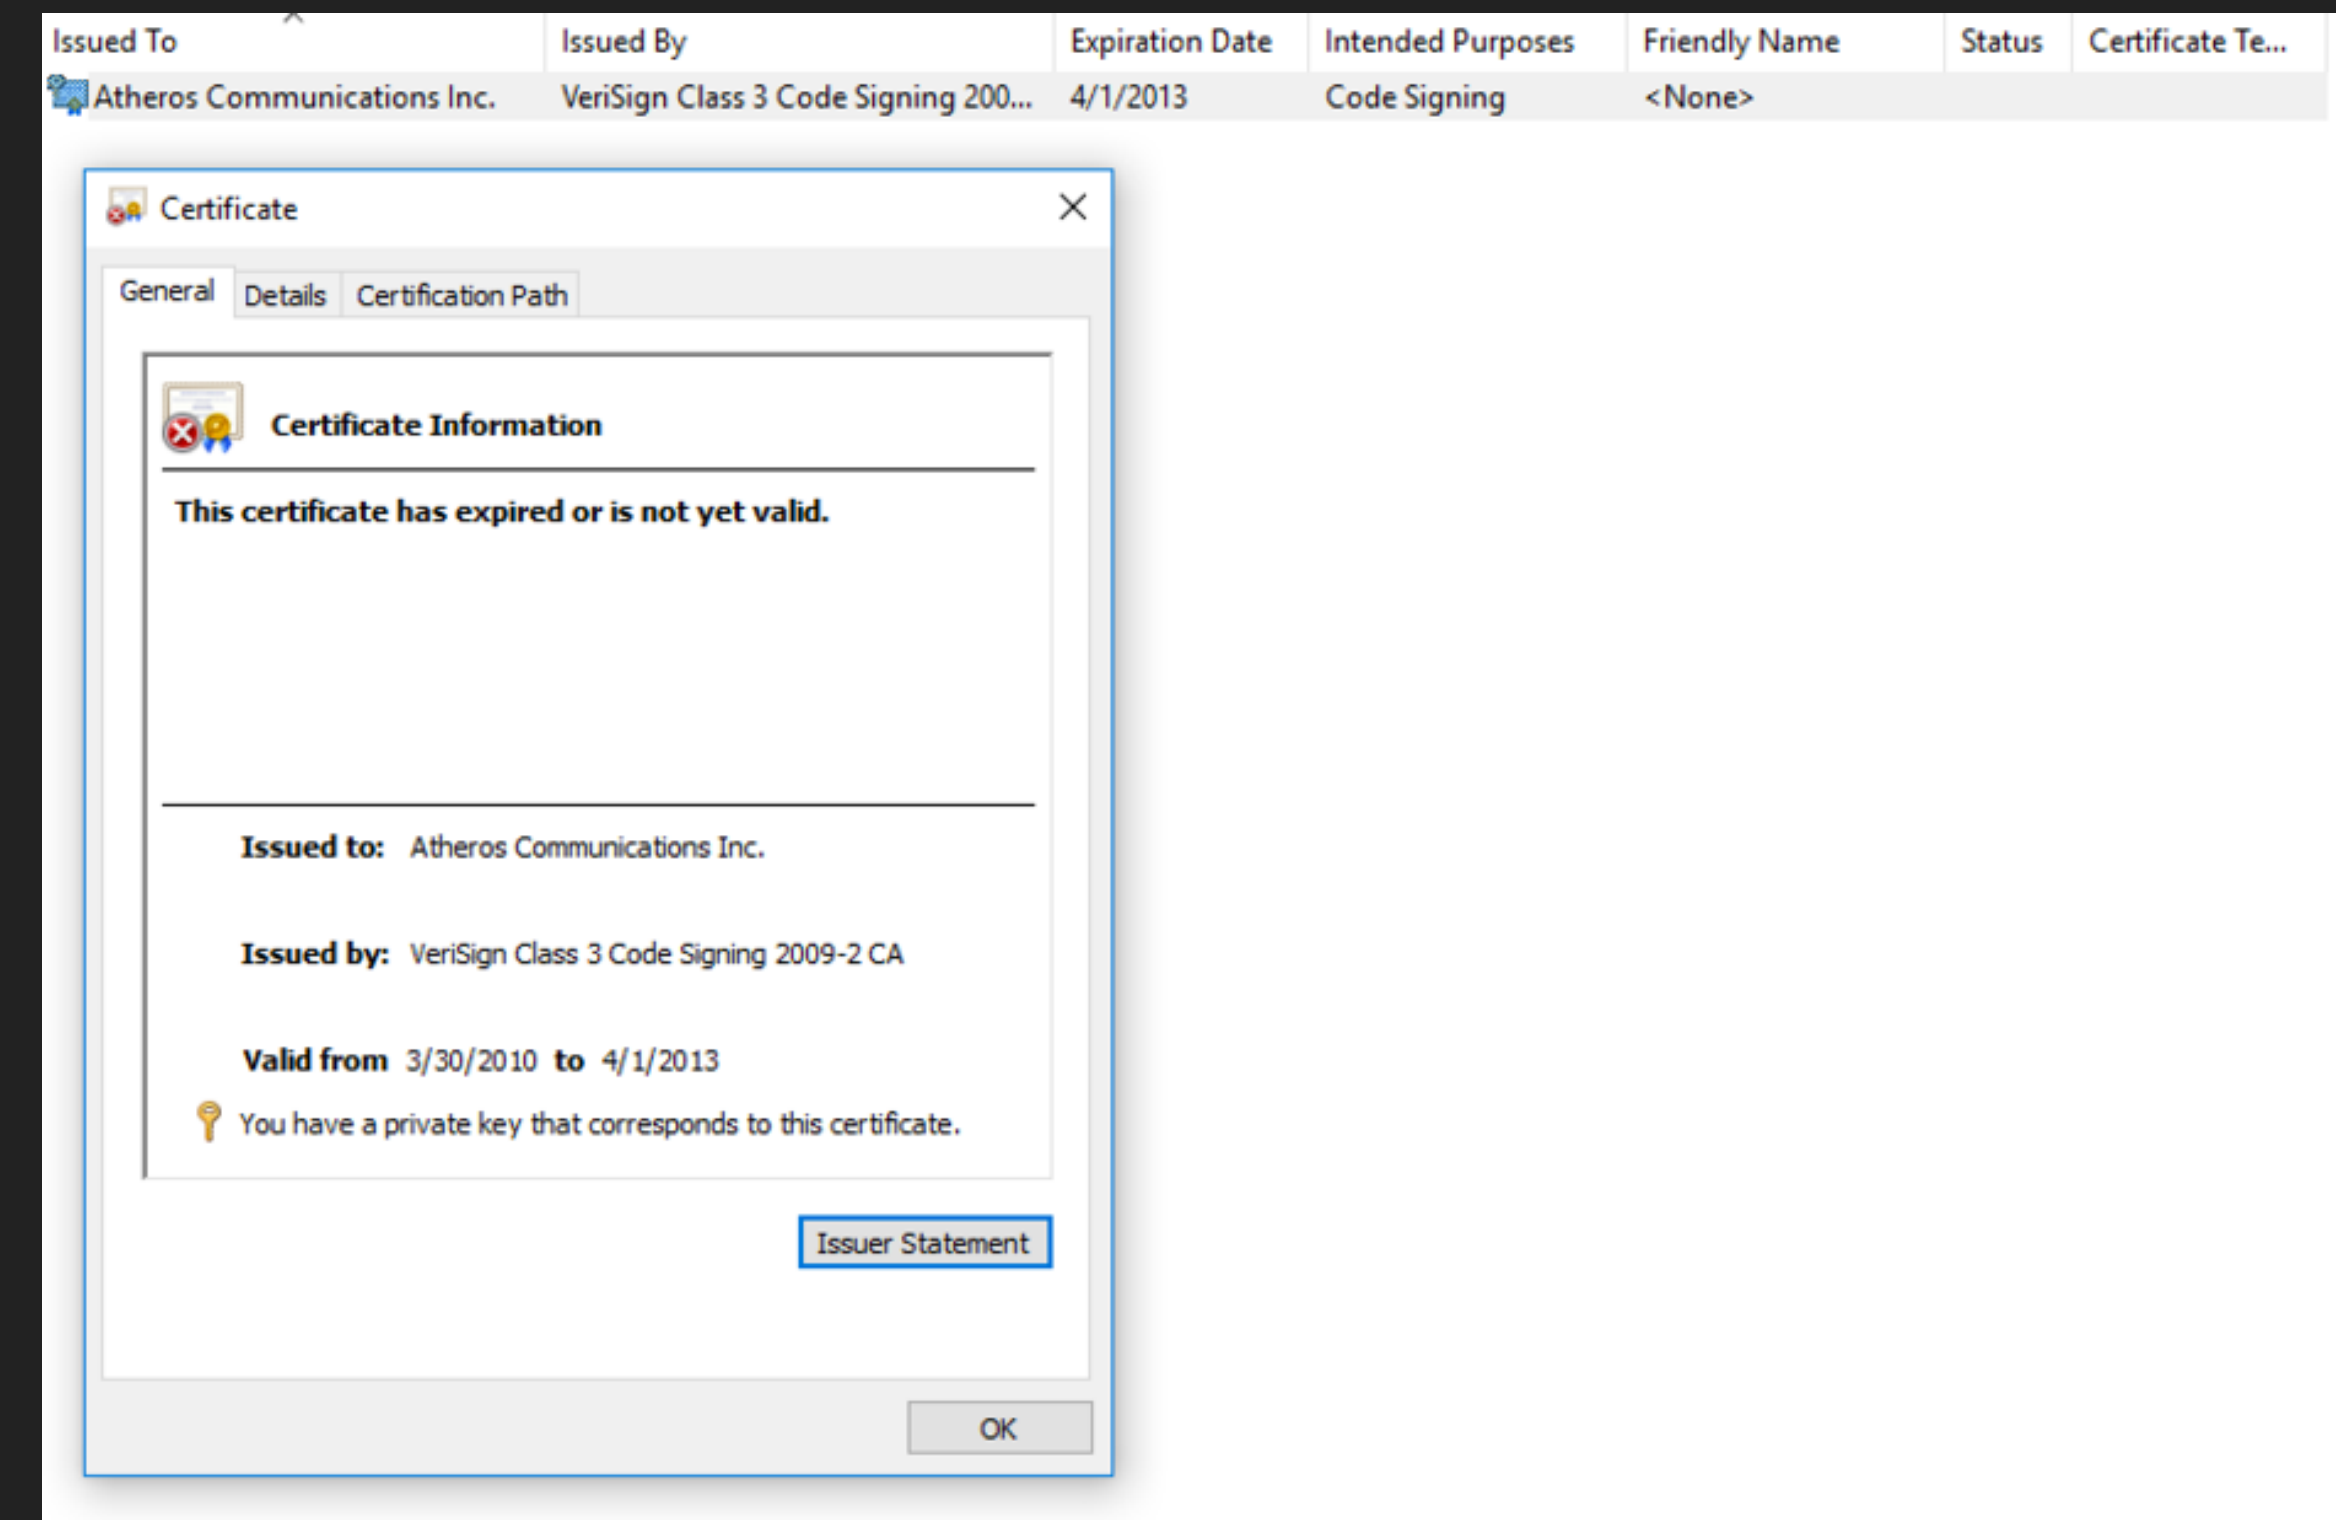 Issued To Issued By Expiration Date Intended Purposes Friendly Name Status Certificate Te...
Atheros Communications Inc. VeriSign Class 3 Code Signing 200... 4/1/2013 Code Signing <None>
Certificate
General Details Certification Path
Certificate Information
This certificate has expired or is not yet valid.
Issued to: Atheros Communications Inc.
Issued by: VeriSign Class 3 Code Signing 2009-2 CA
Valid from 3/30/2010 to 4/1/2013
You have a private key that corresponds to this certificate.
Issuer Statement
OK